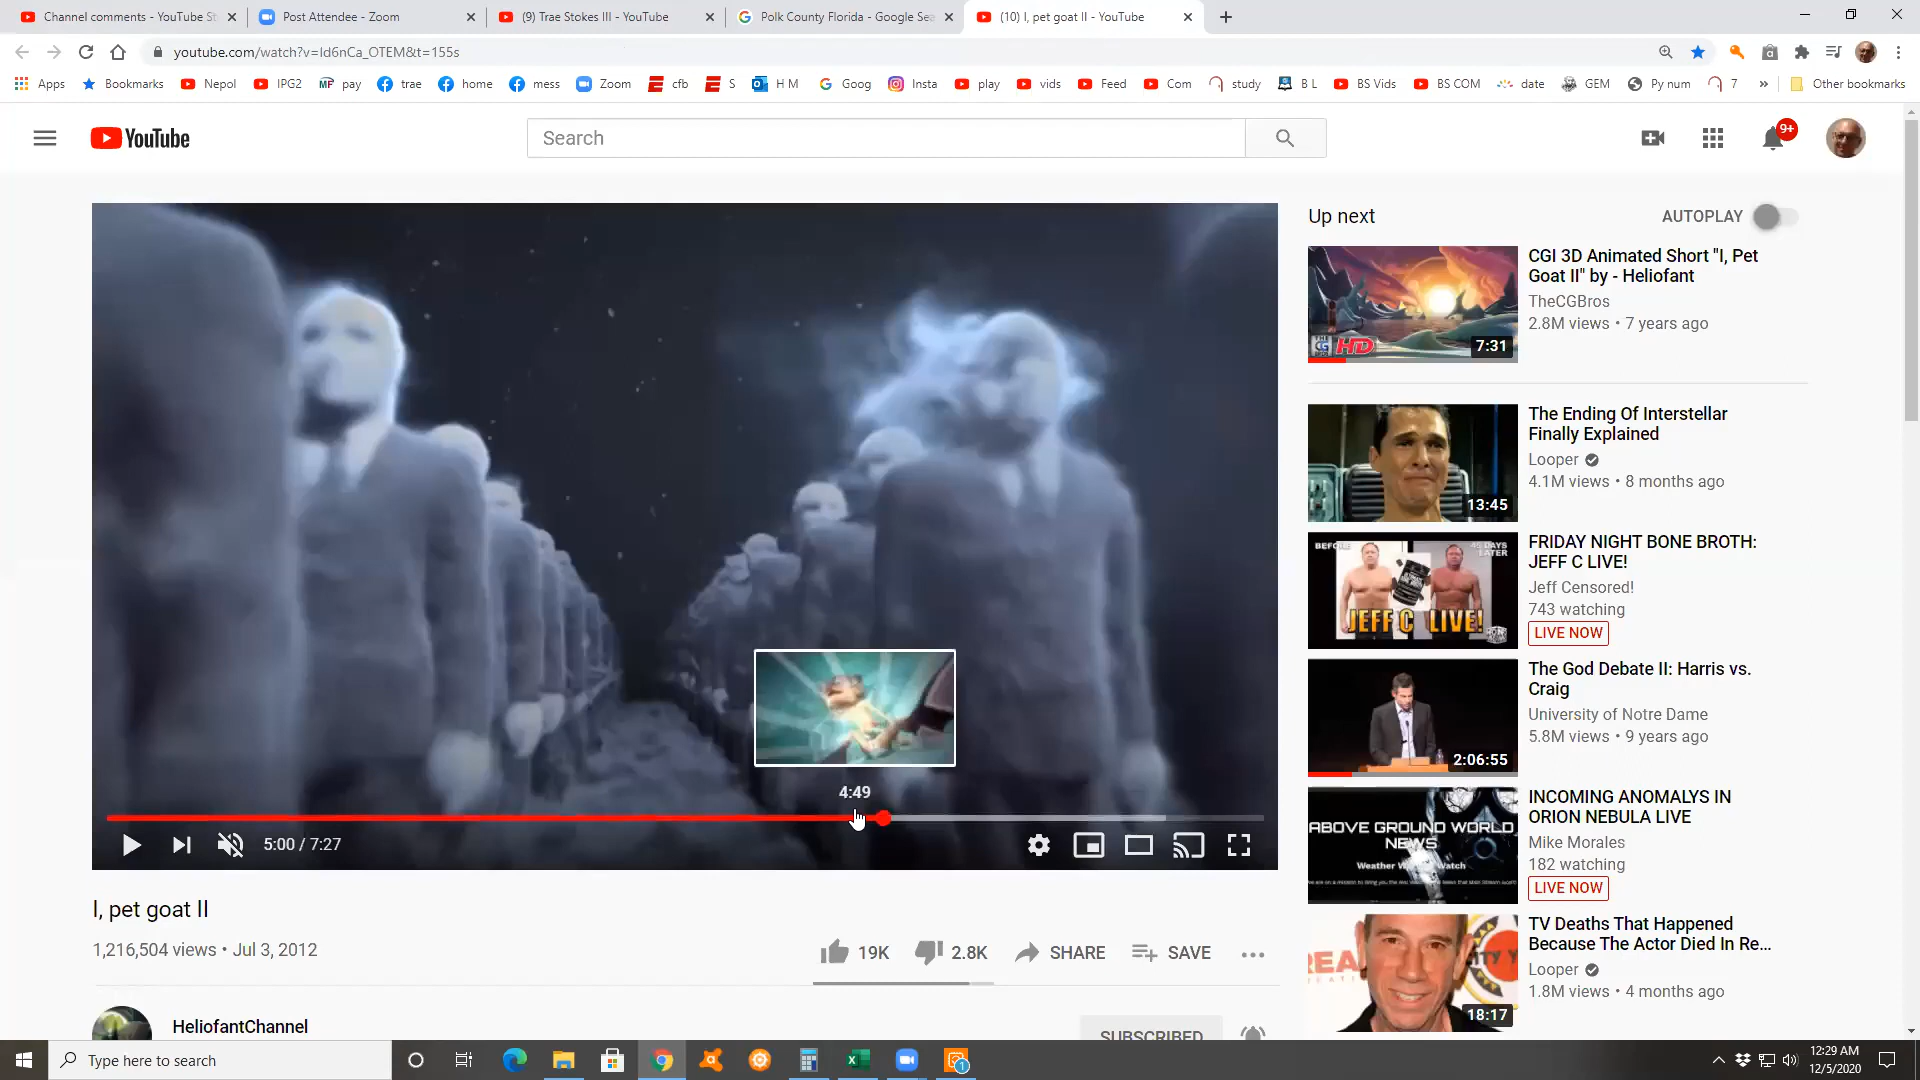 Channel comments - YouTube St
Post Attendee - Zoom
(9) Trae Stokes III - YouTube
Polk County Florida - Google Sea
(10) I, pet goat II - YouTube
youtube.com/watch?v=Id6nCa_OTEM&t=155s
Apps Bookmarks Nepol IPG2 MF pay trae home mess Zoom cfb S H M Goog Insta play vids Feed Com study B L BS Vids BS COM date GEM Py num 7 » Other bookmarks
YouTube
Search
9+
4:49
5:00 / 7:27
I, pet goat II
1,216,504 views • Jul 3, 2012
19K 2.8K SHARE SAVE
HeliofantChannel
SUBSCRIBED
Up next AUTOPLAY
THE CG BROS HD
7:31
CGI 3D Animated Short "I, Pet
Goat II" by - Heliofant
TheCGBros
2.8M views • 7 years ago
13:45
The Ending Of Interstellar
Finally Explained
Looper
4.1M views • 8 months ago
BEFORE
45 DAYS
LATER
JEFF C LIVE!
FRIDAY NIGHT BONE BROTH:
JEFF C LIVE!
Jeff Censored!
743 watching
LIVE NOW
2:06:55
The God Debate II: Harris vs.
Craig
University of Notre Dame
5.8M views • 9 years ago
ABOVE GROUND WORLD
NEWS
INCOMING ANOMALYS IN
ORION NEBULA LIVE
Mike Morales
182 watching
LIVE NOW
18:17
TV Deaths That Happened
Because The Actor Died In Re...
Looper
1.8M views • 4 months ago
Type here to search
1
12:29 AM
12/5/2020